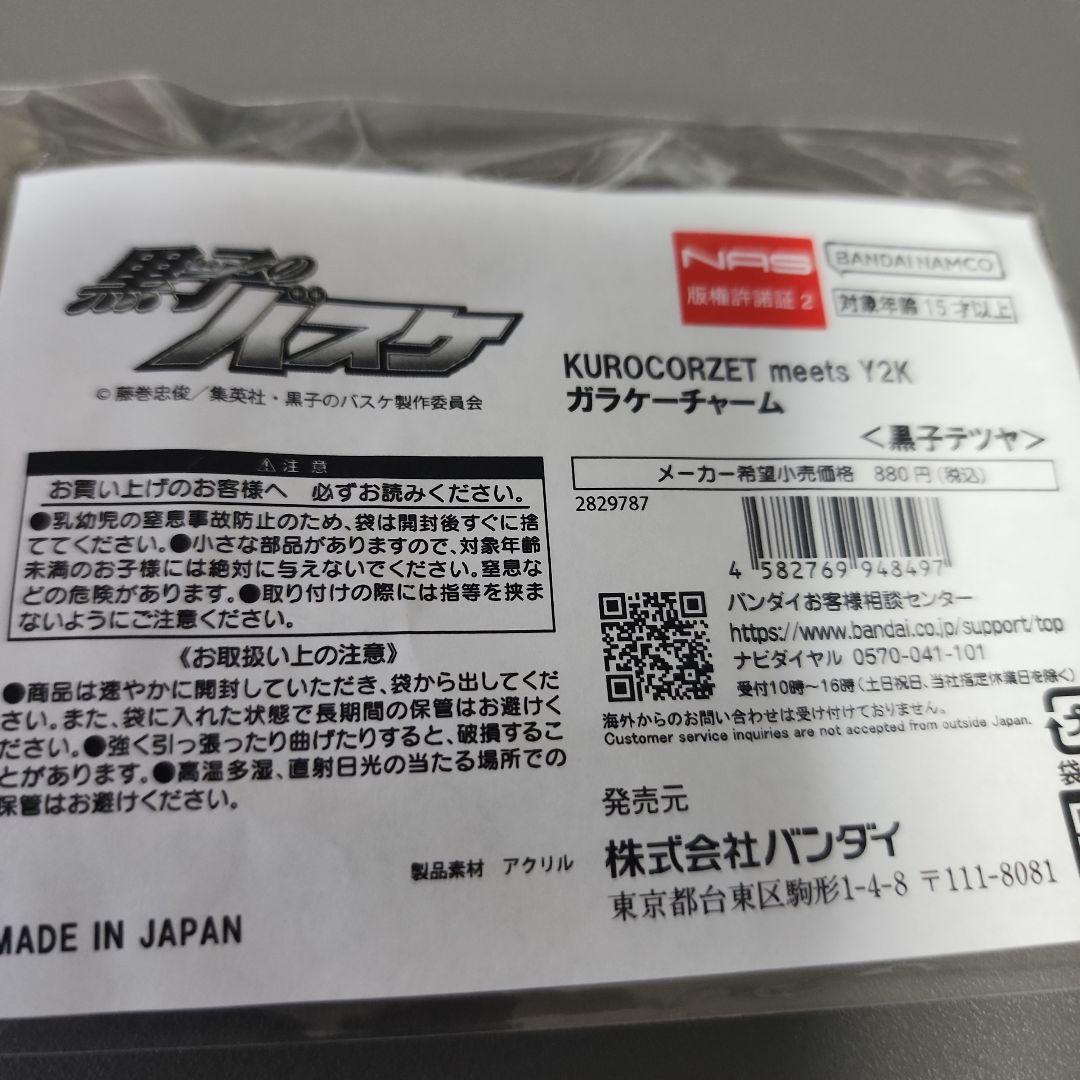 黒子の
バスケ
© 藤巻忠俊／集英社・黒子のバスケ製作委員会
NAS
版権許諾証 2
BANDAI NAMCO
対象年齢 15 才以上
KUROCORZET meets Y2K
ガラケーチャーム
＜黒子テツヤ＞
メーカー希望小売価格 880円(税込)
2829787
4 582769 948497
⚠ 注 意
お買い上げのお客様へ 必ずお読みください。
●乳幼児の窒息事故防止のため、袋は開封後すぐに捨
ててください。●小さな部品がありますので、対象年齢
未満のお子様には絶対に与えないでください。窒息な
どの危険があります。●取り付けの際には指等を挟ま
ないようにご注意ください。
《お取扱い上の注意》
●商品は速やかに開封していただき、袋から出してくだ
さい。また、袋に入れた状態で長期間の保管はお避けく
ださい。●強く引っ張ったり曲げたりすると、破損するこ
とがあります。●高温多湿、直射日光の当たる場所での
保管はお避けください。
製品素材 アクリル
MADE IN JAPAN
バンダイお客様相談センター
https://www.bandai.co.jp/support/top
ナビダイヤル 0570-041-101
受付10時～16時(土日祝日、当社指定休業日を除く)
海外からのお問い合わせは受け付けておりません。
Customer service inquiries are not accepted from outside Japan.
発売元
株式会社バンダイ
東京都台東区駒形1-4-8 〒111-8081
袋